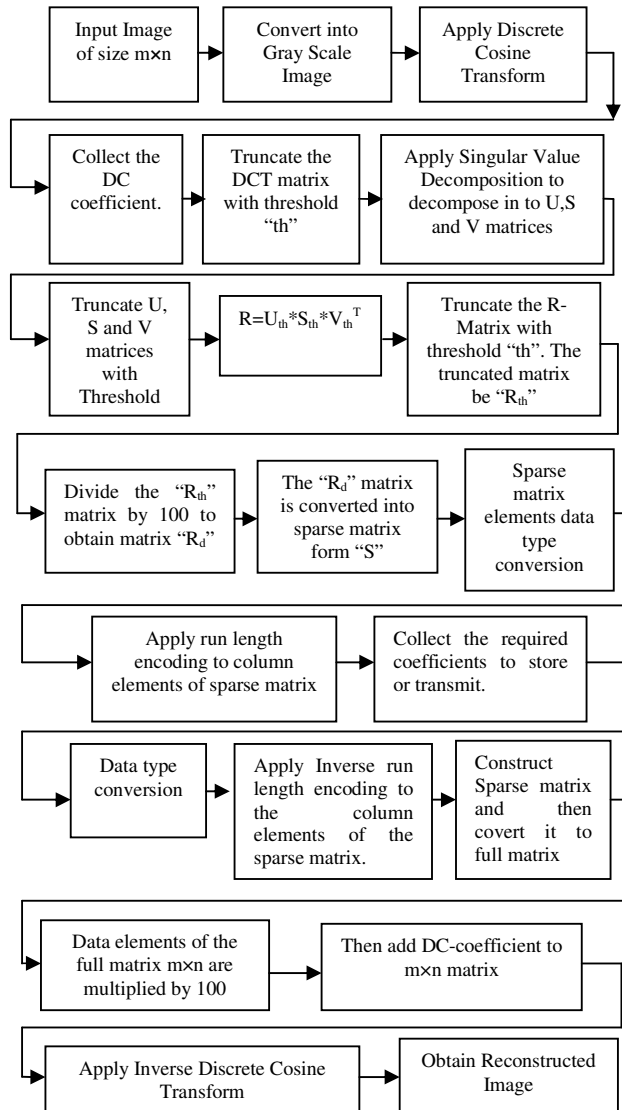 Input Image
of size m×n
Convert into
Gray Scale
Image
Apply Discrete
Cosine
Transform
Collect the
DC
coefficient.
Truncate the
DCT matrix
with threshold
“th”
Apply Singular Value
Decomposition to
decompose in to U,S
and V matrices
Truncate U,
S and V
matrices
with
Threshold
R=U_th*S_th*V_th^T
Truncate the R-
Matrix with
threshold “th”. The
truncated matrix
be “R_th”
Divide the “R_th”
matrix by 100 to
obtain matrix “R_d”
The “R_d” matrix
is converted into
sparse matrix
form “S”
Sparse
matrix
elements data
type
conversion
Apply run length
encoding to column
elements of sparse matrix
Collect the required
coefficients to store
or transmit.
Data type
conversion
Apply Inverse run
length encoding to
the column
elements of the
sparse matrix.
Construct
Sparse matrix
and then
covert it to
full matrix
Data elements of the
full matrix m×n are
multiplied by 100
Then add DC-coefficient to
m×n matrix
Apply Inverse Discrete Cosine
Transform
Obtain Reconstructed
Image